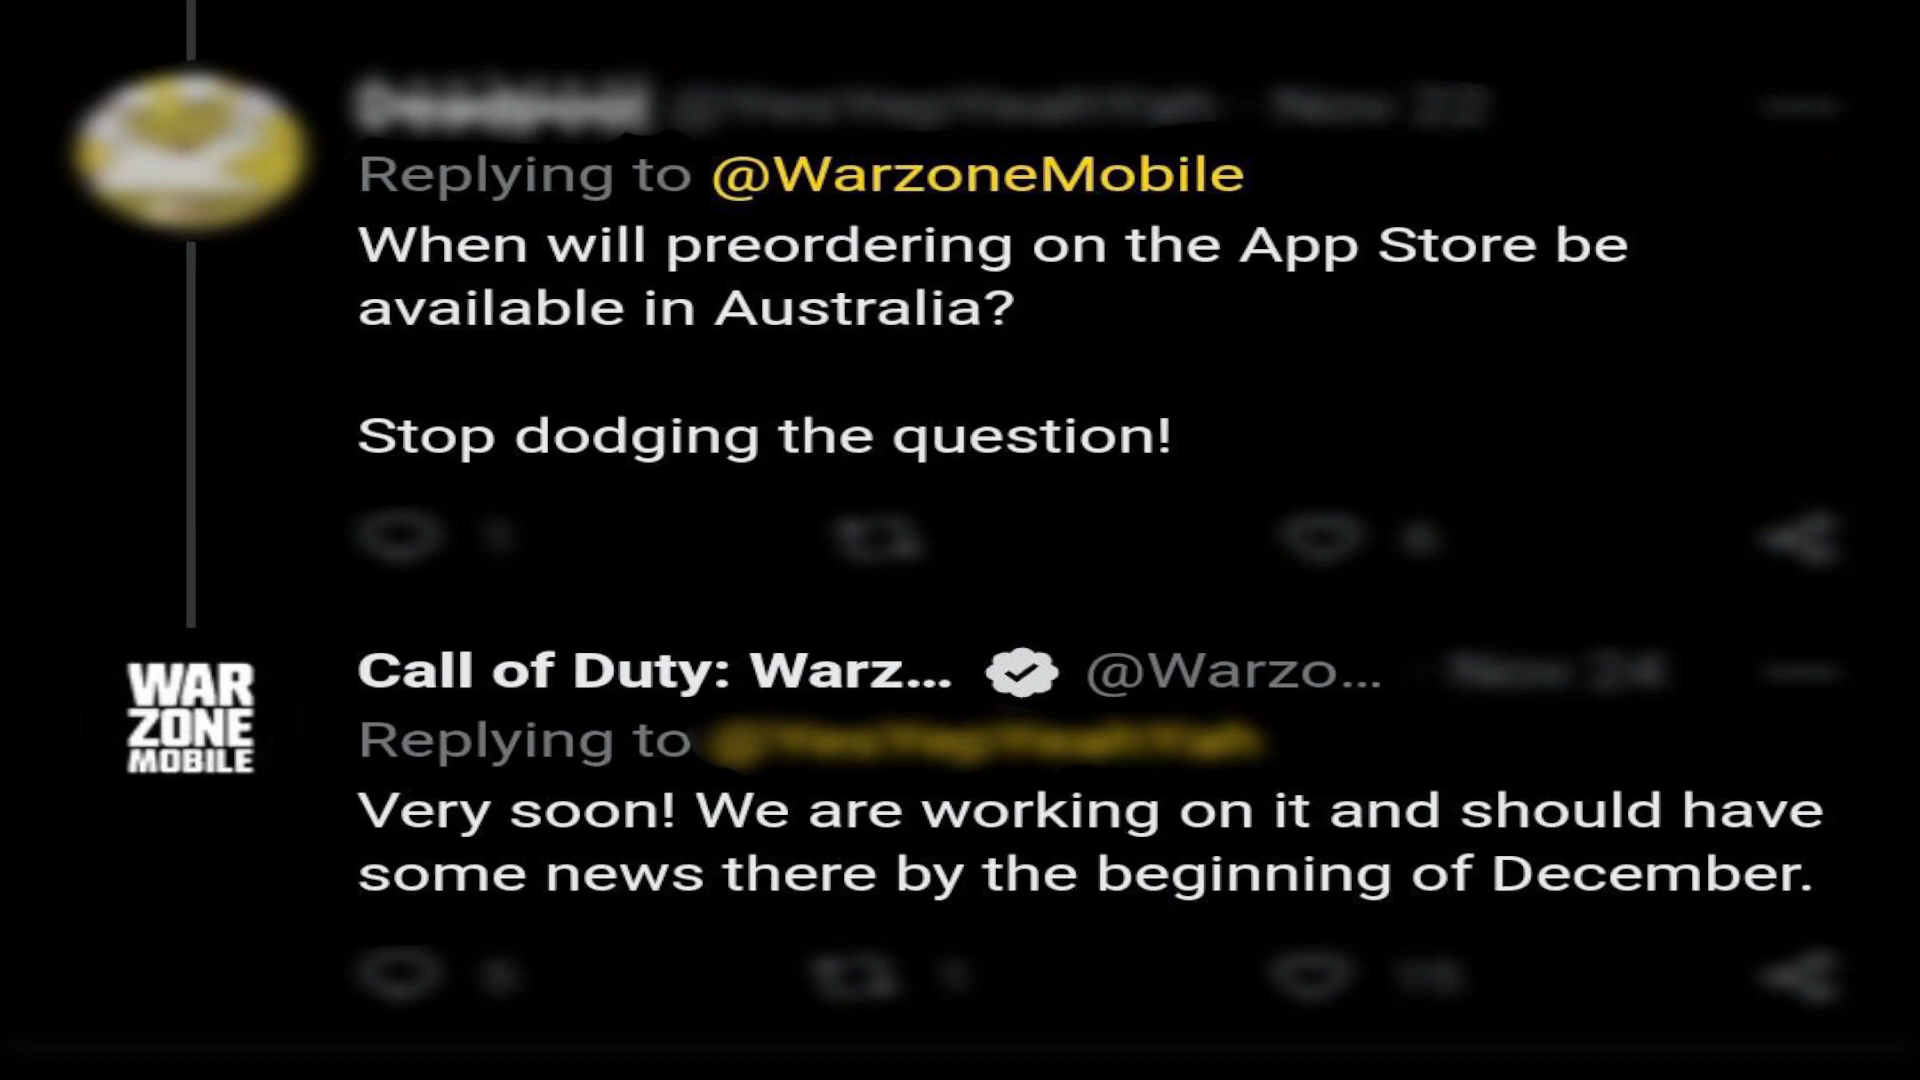 Replying to @WarzoneMobile
When will preordering on the App Store be
available in Australia?
Stop dodging the question!
WAR
ZONE
MOBILE
Call of Duty: Warz... @Warzo...
Replying to
Very soon! We are working on it and should have
some news there by the beginning of December.